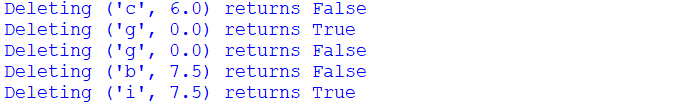 Deleting ('c', 6.0) returns False
Deleting ('g', 0.0) returns True
Deleting ('g', 0.0) returns False
Deleting ('b', 7.5) returns False
Deleting ('i', 7.5) returns True